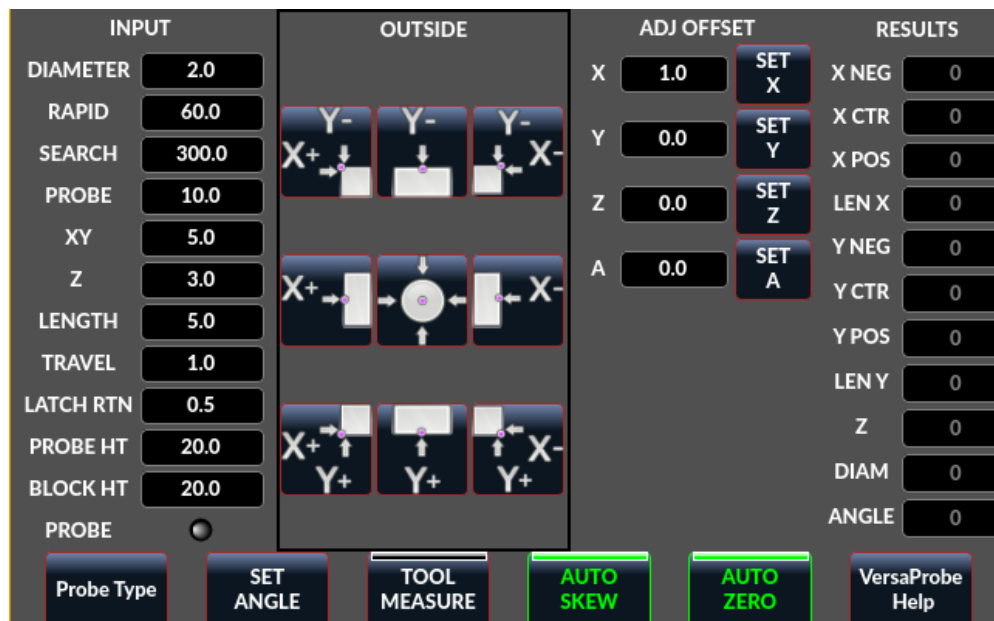 INPUT
DIAMETER 2.0
RAPID 60.0
SEARCH 300.0
PROBE 10.0
XY 5.0
Z 3.0
LENGTH 5.0
TRAVEL 1.0
LATCH RTN 0.5
PROBE HT 20.0
BLOCK HT 20.0
PROBE
OUTSIDE
Y- Y- Y-
X+ X-
X+ X-
X+ X-
Y+ Y+ Y+
ADJ OFFSET
X 1.0 SET X
Y 0.0 SET Y
Z 0.0 SET Z
A 0.0 SET A
RESULTS
X NEG 0
X CTR 0
X POS 0
LEN X 0
Y NEG 0
Y CTR 0
Y POS 0
LEN Y 0
Z 0
DIAM 0
ANGLE 0
Probe Type
SET
ANGLE
TOOL
MEASURE
AUTO
SKEW
AUTO
ZERO
VersaProbe
Help